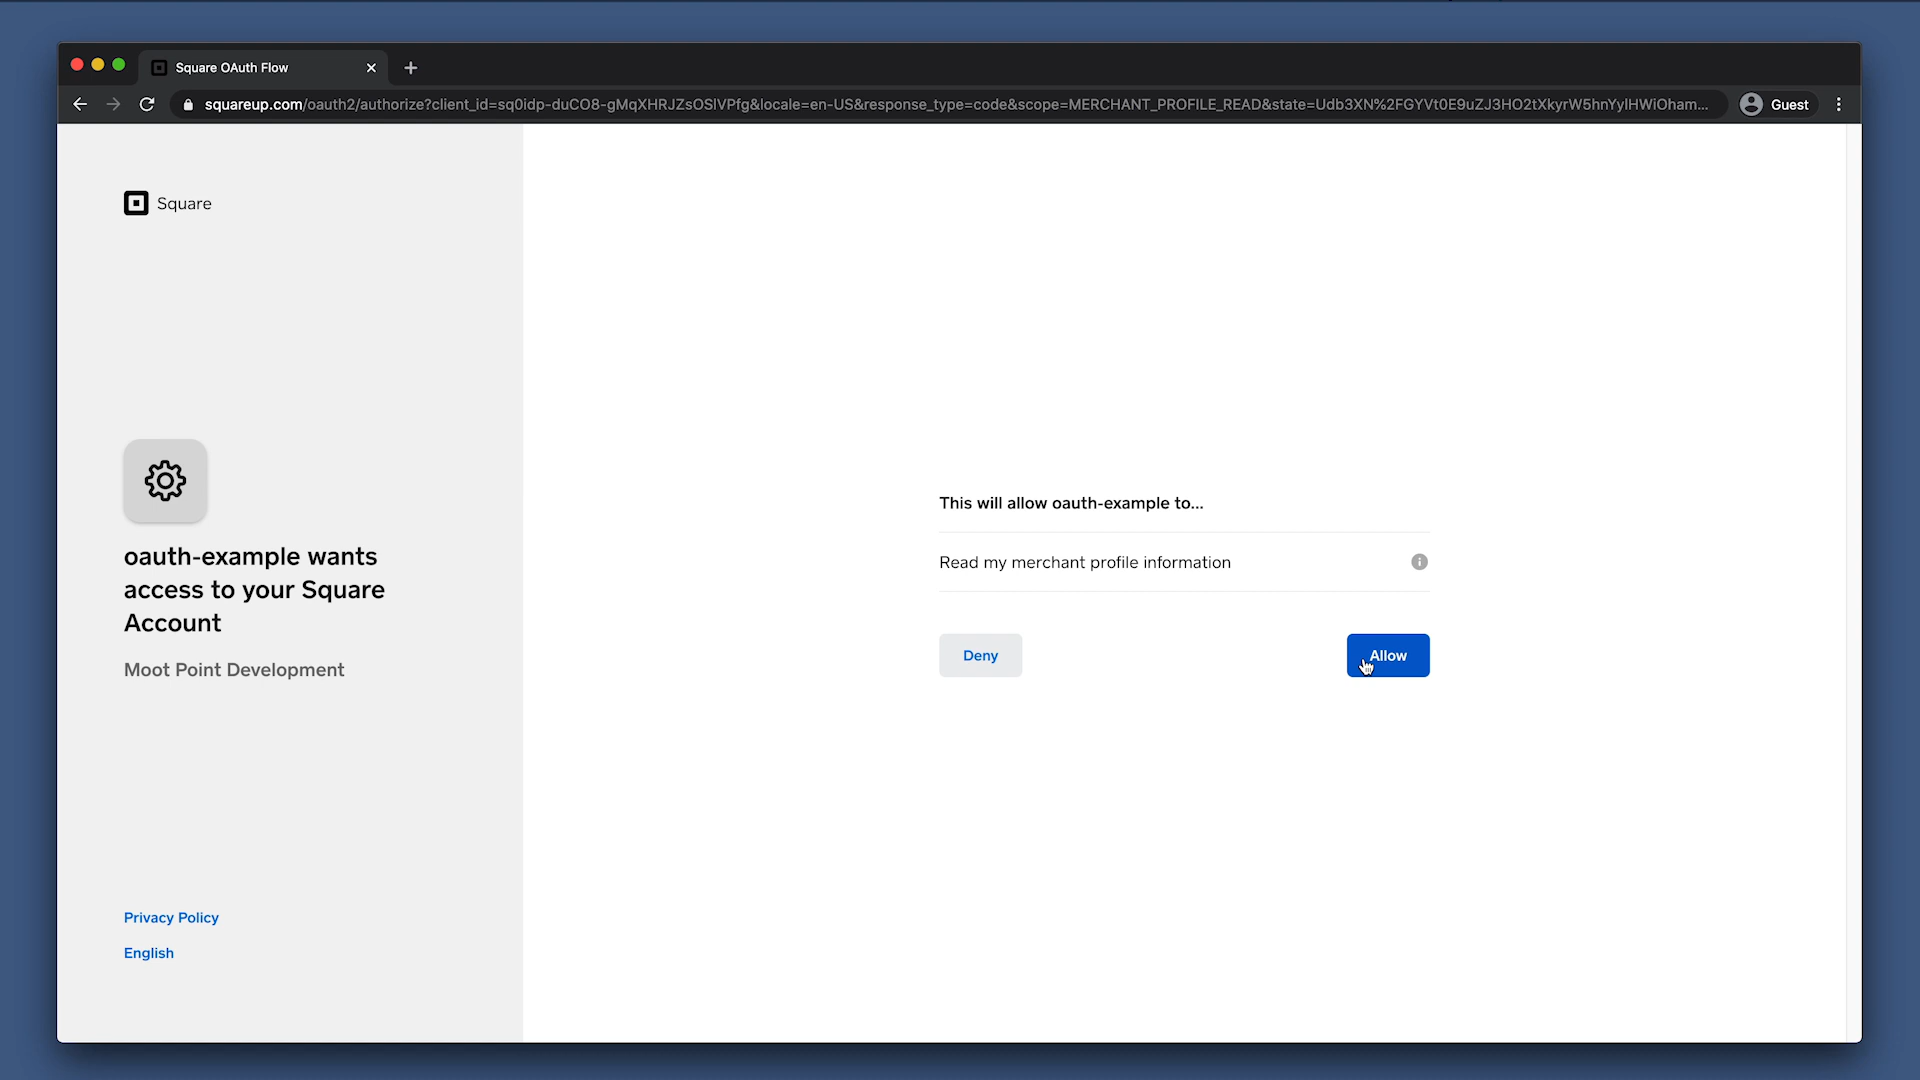 Square OAuth Flow
squareup.com/oauth2/authorize?client_id=sq0idp-duCO8-gMqXHRJZsOSIVPfg&locale=en-US&response_type=code&scope=MERCHANT_PROFILE_READ&state=Udb3XN%2FGYVt0E9uZJ3HO2tXkyrW5hnYyIHWiOham...
Guest
Square
oauth-example wants
access to your Square
Account
Moot Point Development
Privacy Policy
English
This will allow oauth-example to...
Read my merchant profile information
Deny
Allow